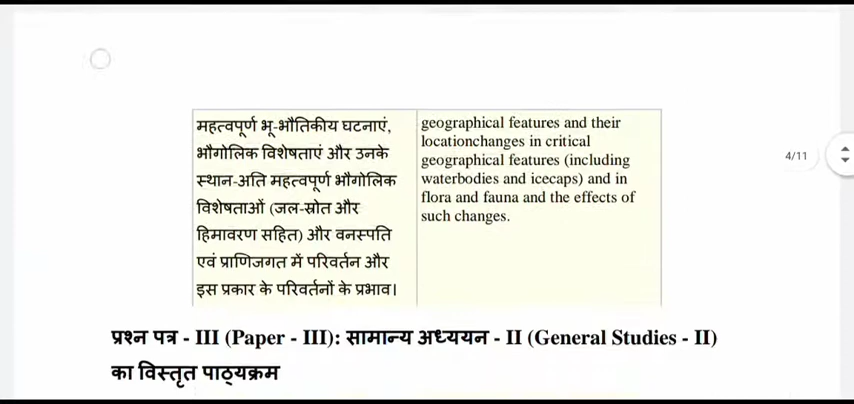 महत्वपूर्ण भू-भौतिकीय घटनाएं,
भौगोलिक विशेषताएं और उनके
स्थान-अति महत्वपूर्ण भौगोलिक
विशेषताओं (जल-स्रोत और
हिमावरण सहित) और वनस्पति
एवं प्राणिजगत में परिवर्तन और
इस प्रकार के परिवर्तनों के प्रभाव।
geographical features and their
locationchanges in critical
geographical features (including
waterbodies and icecaps) and in
flora and fauna and the effects of
such changes.
4/11
प्रश्न पत्र - III (Paper - III): सामान्य अध्ययन - II (General Studies - II)
का विस्तृत पाठ्यक्रम